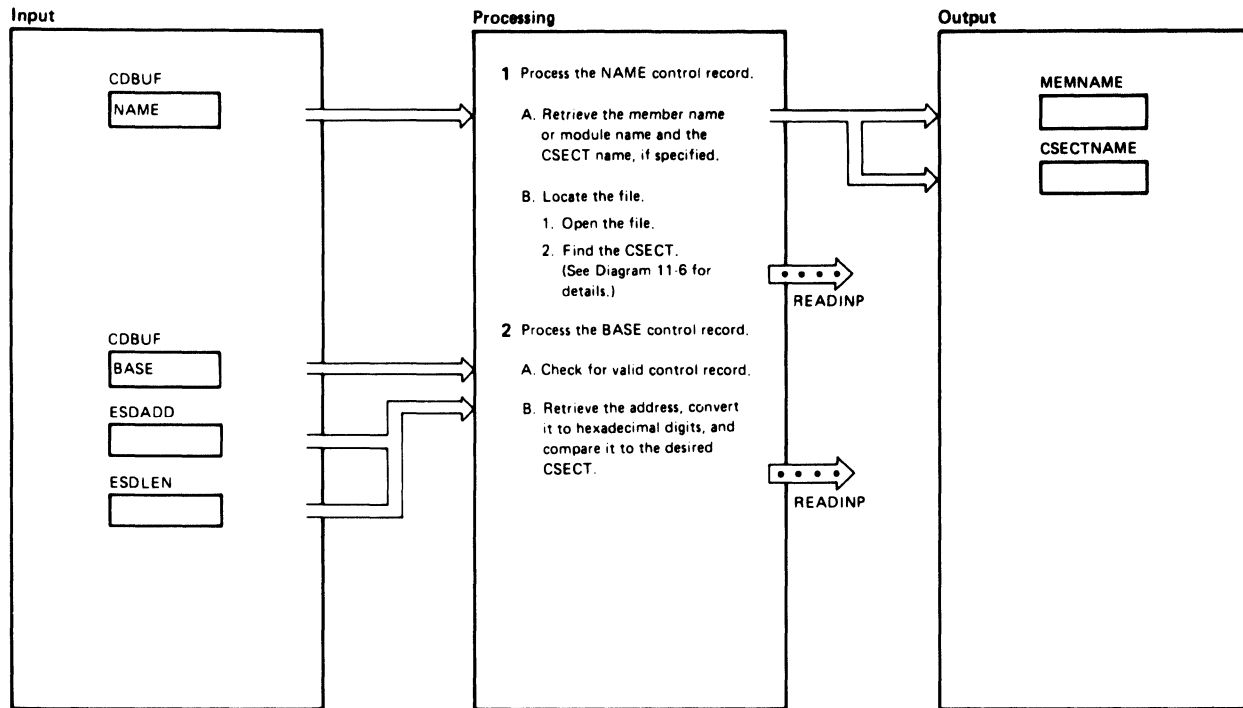 Input
CDBUF
NAME
CDBUF
BASE
ESDADD
ESDLEN
Processing
1 Process the NAME control record.
A. Retrieve the member name
or module name and the
CSECT name, if specified.
B. Locate the file.
1. Open the file.
2. Find the CSECT.
(See Diagram 11-6 for
details.)
READINP
2 Process the BASE control record.
A. Check for valid control record.
B. Retrieve the address, convert
it to hexadecimal digits, and
compare it to the desired
CSECT.
READINP
Output
MEMNAME
CSECTNAME